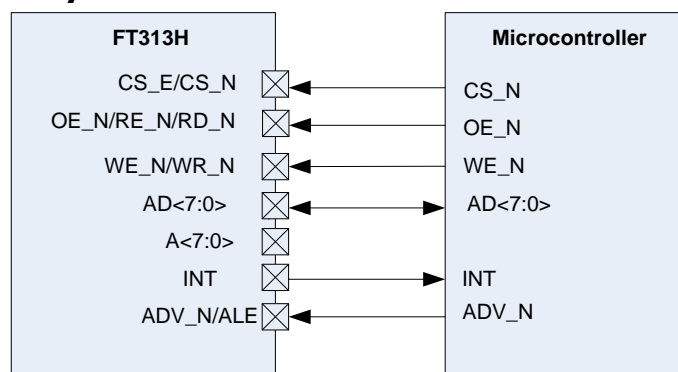 FT313H Microcontroller
CS_E/CS_N CS_N
OE_N/RE_N/RD_N OE_N
WE_N/WR_N WE_N
AD<7:0> AD<7:0>
A<7:0>
INT INT
ADV_N/ALE ADV_N